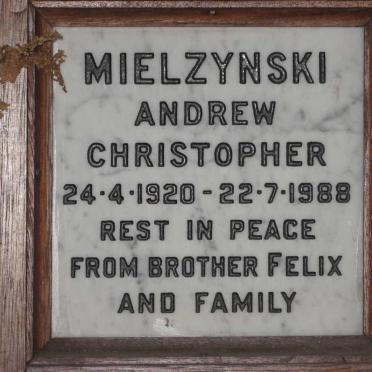 MIELZYNSKI
ANDREW
CHRISTOPHER
24·4·1920 - 22·7·1988
REST IN PEACE
FROM BROTHER FELIX
AND FAMILY